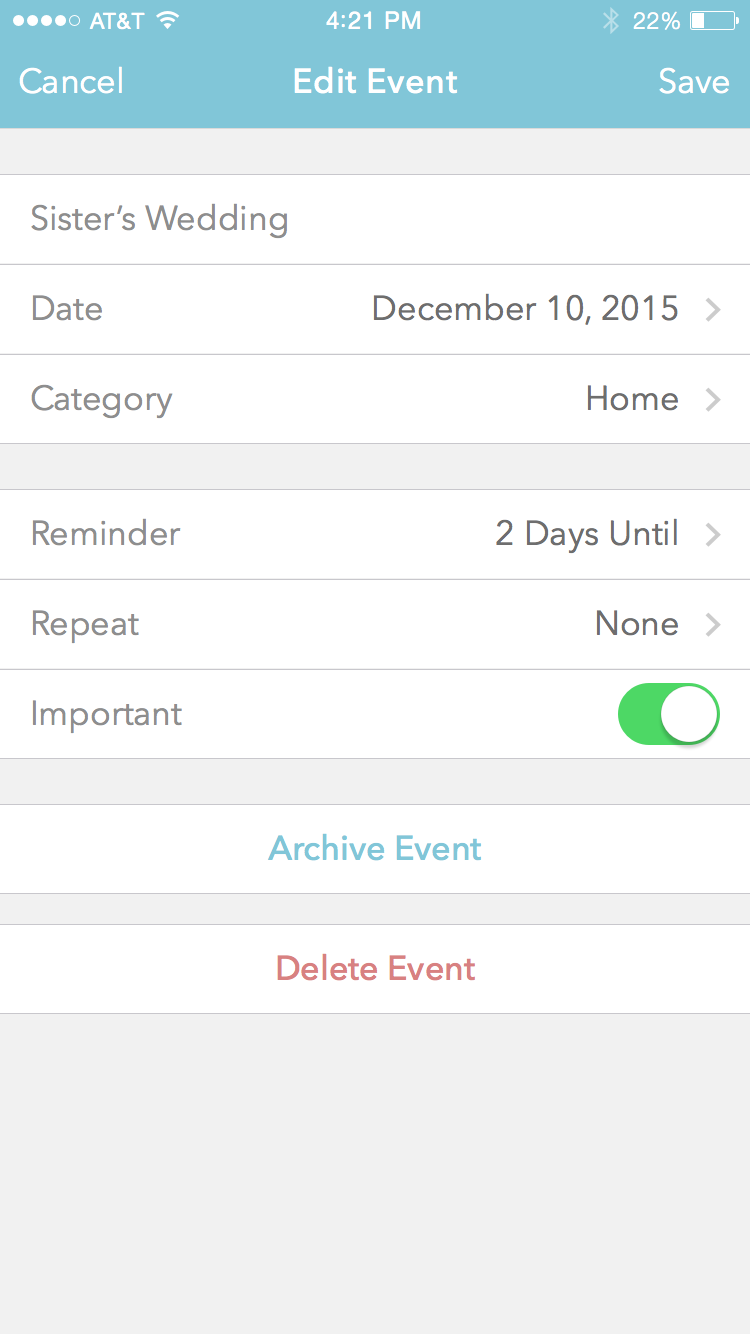 AT&T 4:21 PM 22%
Cancel Edit Event Save
Sister’s Wedding
Date December 10, 2015
Category Home
Reminder 2 Days Until
Repeat None
Important
Archive Event
Delete Event